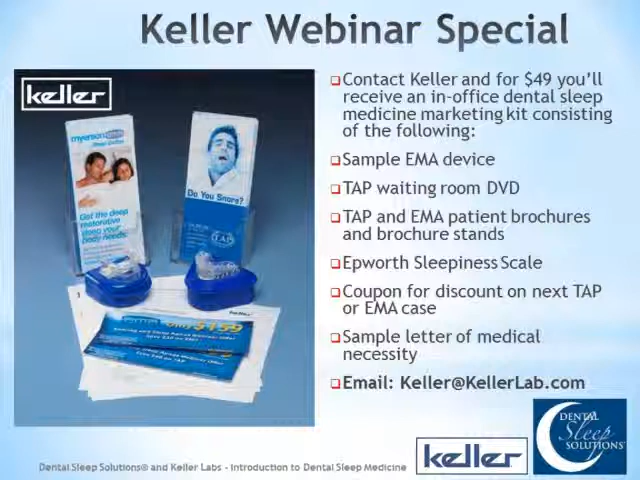 Keller Webinar Special
keller
Do You Snore?
TAP
$159
keller
❑Contact Keller and for $49 you’ll
receive an in-office dental sleep
medicine marketing kit consisting
of the following:
❑Sample EMA device
❑TAP waiting room DVD
❑TAP and EMA patient brochures
and brochure stands
❑Epworth Sleepiness Scale
❑Coupon for discount on next TAP
or EMA case
❑Sample letter of medical
necessity
❑Email: Keller@KellerLab.com
Dental Sleep Solutions® and Keller Labs - Introduction to Dental Sleep Medicine
keller
DENTAL
Sleep
SOLUTIONS